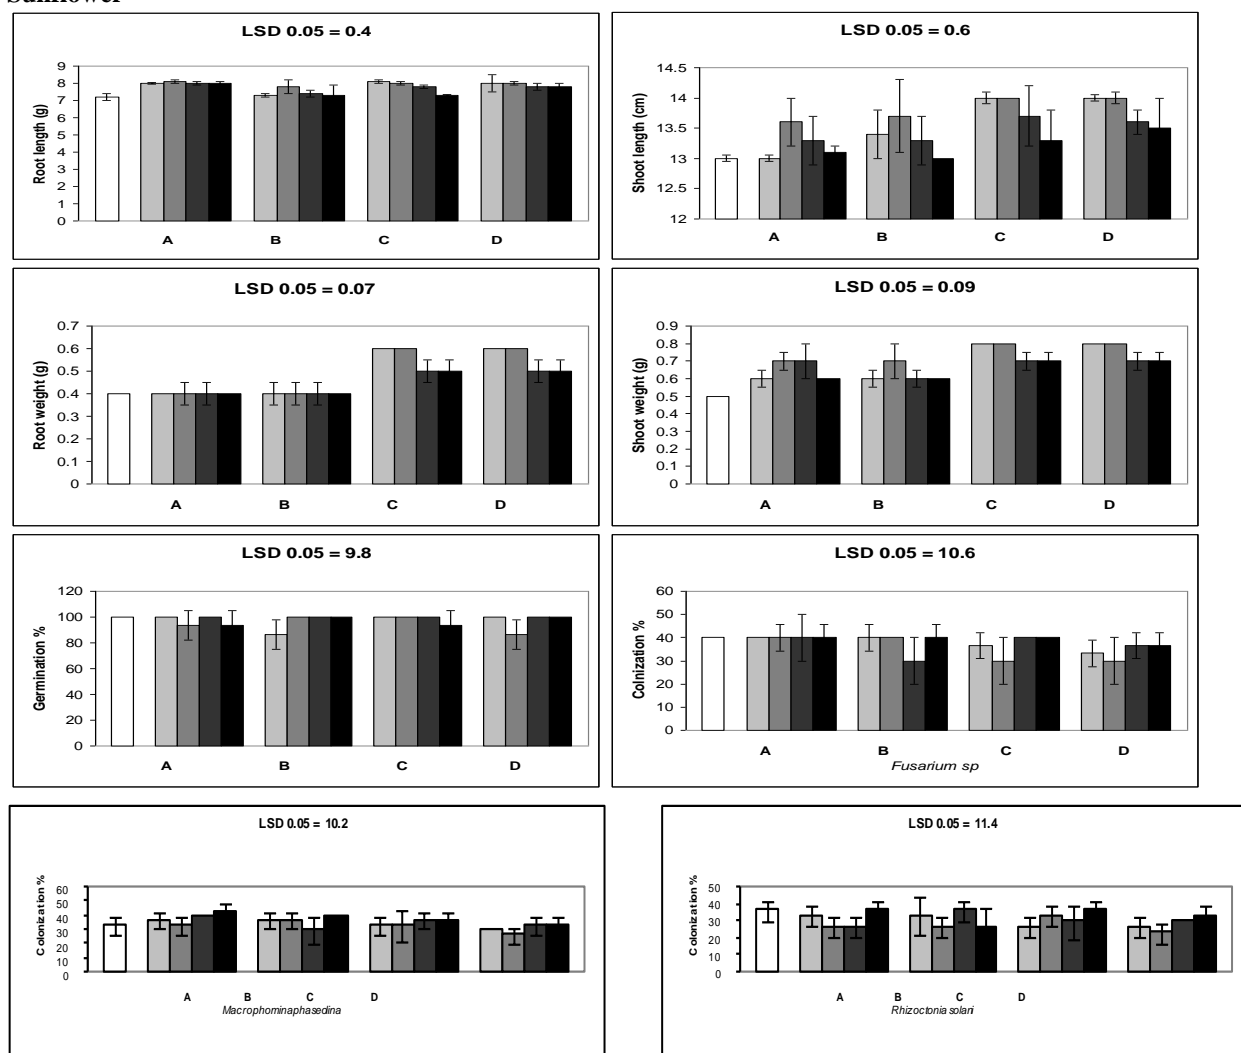 LSD 0.05 = 0.4
Root length (g)
9
8
7
6
5
4
3
2
1
0
A B C D
LSD 0.05 = 0.6
Shoot length (cm)
14.5
14
13.5
13
12.5
12
A B C D
LSD 0.05 = 0.07
Root weight (g)
0.7
0.6
0.5
0.4
0.3
0.2
0.1
0
A B C D
LSD 0.05 = 0.09
Shoot weight (g)
0.9
0.8
0.7
0.6
0.5
0.4
0.3
0.2
0.1
0
A B C D
LSD 0.05 = 9.8
Germination %
120
100
80
60
40
20
0
A B C D
LSD 0.05 = 10.6
Colnization %
60
50
40
30
20
10
0
A B C D
Fusarium sp
LSD 0.05 = 10.2
Colonization %
60
50
40
30
20
10
0
A B C D
Macrophominaphasedina
LSD 0.05 = 11.4
Colonization %
50
40
30
20
10
0
A B C D
Rhizoctonia solani